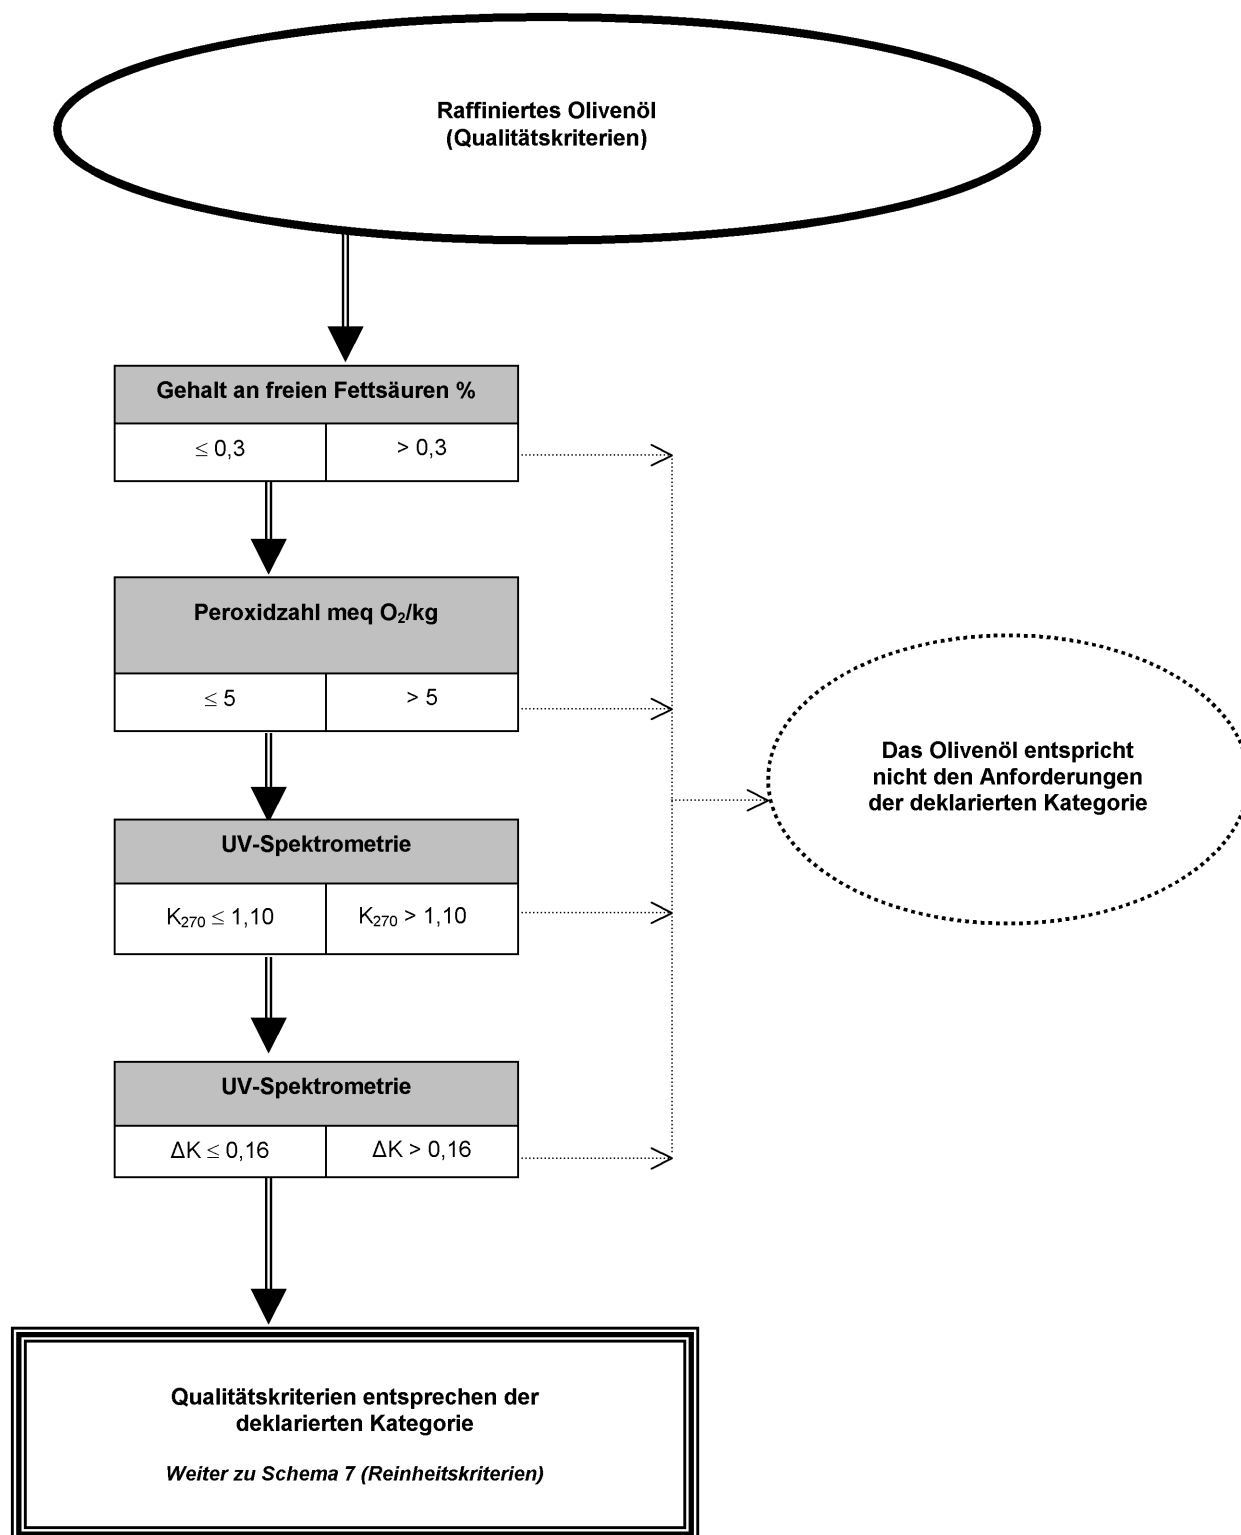 Raffiniertes Olivenöl
(Qualitätskriterien)
Gehalt an freien Fettsäuren %
≤ 0,3
> 0,3
Peroxidzahl meq O₂/kg
≤ 5
> 5
Das Olivenöl entspricht
nicht den Anforderungen
der deklarierten Kategorie
UV-Spektrometrie
K₂₇₀ ≤ 1,10
K₂₇₀ > 1,10
UV-Spektrometrie
ΔK ≤ 0,16
ΔK > 0,16
Qualitätskriterien entsprechen der
deklarierten Kategorie
Weiter zu Schema 7 (Reinheitskriterien)